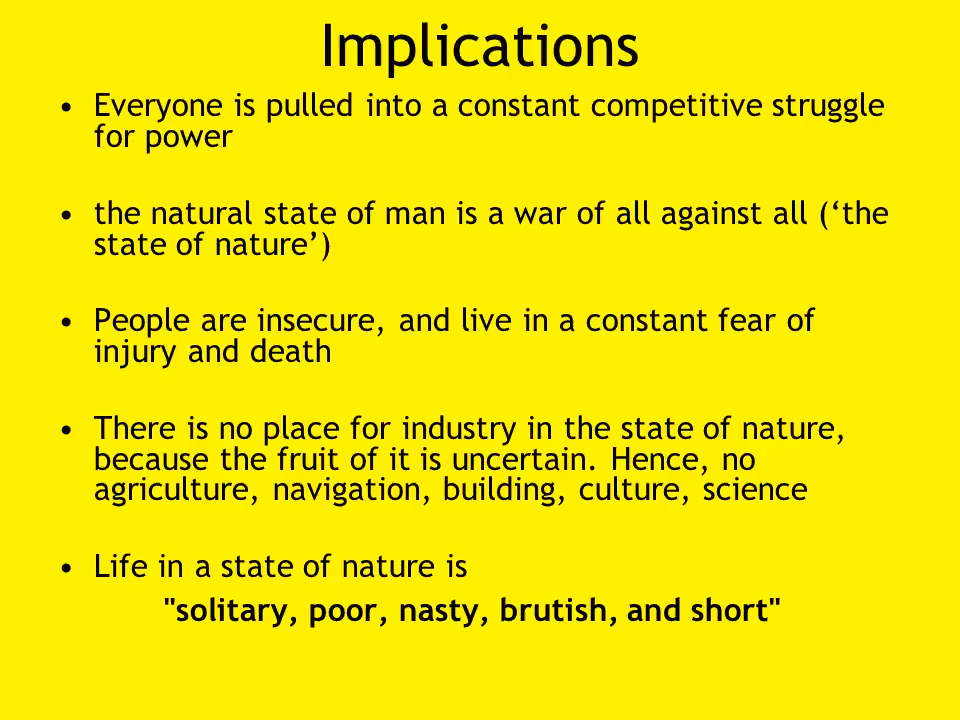 Implications
• Everyone is pulled into a constant competitive struggle
for power
• the natural state of man is a war of all against all (‘the
state of nature’)
• People are insecure, and live in a constant fear of
injury and death
• There is no place for industry in the state of nature,
because the fruit of it is uncertain. Hence, no
agriculture, navigation, building, culture, science
• Life in a state of nature is
"solitary, poor, nasty, brutish, and short"